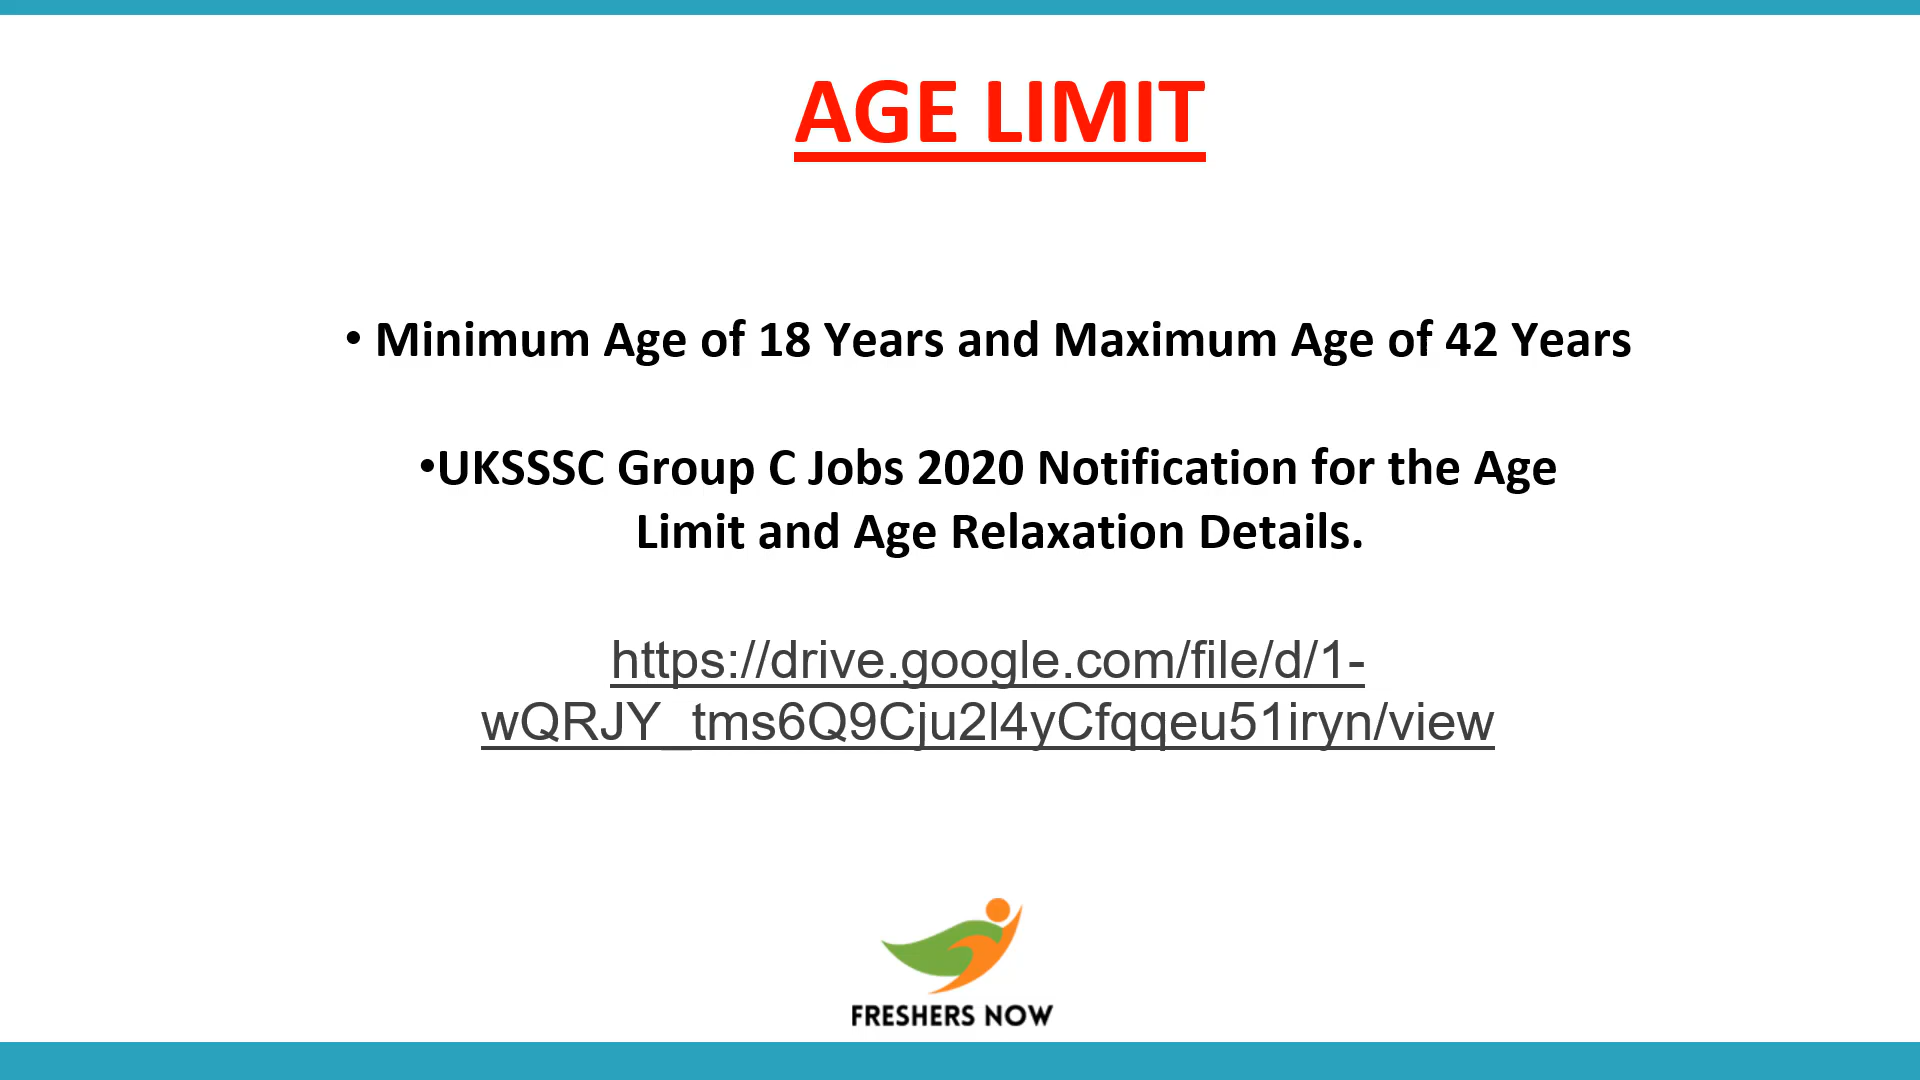 AGE LIMIT
• Minimum Age of 18 Years and Maximum Age of 42 Years
•UKSSSC Group C Jobs 2020 Notification for the Age
Limit and Age Relaxation Details.
https://drive.google.com/file/d/1-
wQRJY_tms6Q9Cju2l4yCfqqeu51iryn/view
FRESHERS NOW